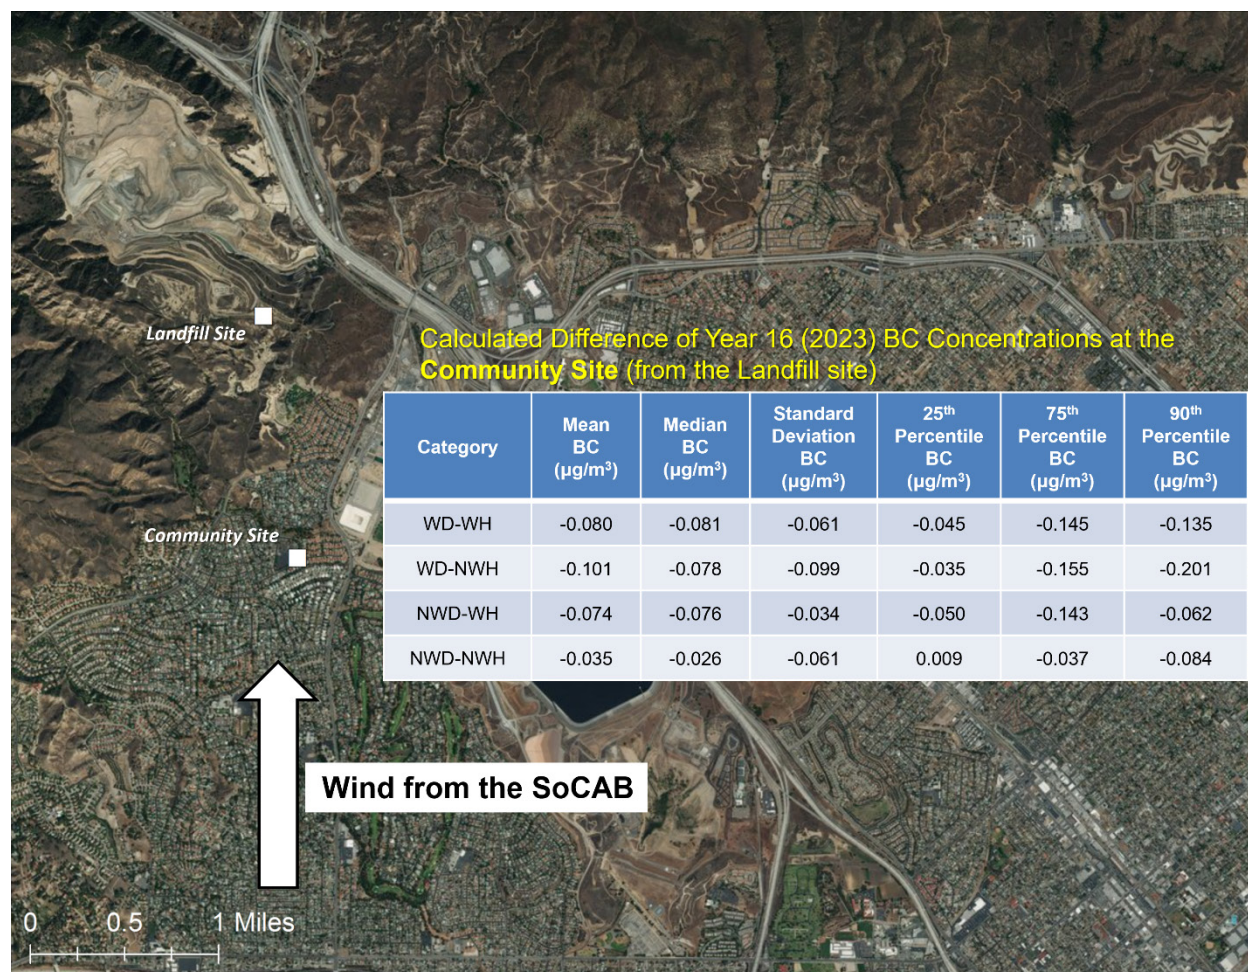 Landfill Site
Calculated Difference of Year 16 (2023) BC Concentrations at the
Community Site (from the Landfill site)
Category
Mean
BC
(μg/m³)
Median
BC
(μg/m³)
Standard
Deviation
BC
(μg/m³)
25th
Percentile
BC
(μg/m³)
75th
Percentile
BC
(μg/m³)
90th
Percentile
BC
(μg/m³)
WD-WH -0.080 -0.081 -0.061 -0.045 -0.145 -0.135
WD-NWH -0.101 -0.078 -0.099 -0.035 -0.155 -0.201
NWD-WH -0.074 -0.076 -0.034 -0.050 -0.143 -0.062
NWD-NWH -0.035 -0.026 -0.061 0.009 -0.037 -0.084
Community Site
Wind from the SoCAB
0 0.5 1 Miles